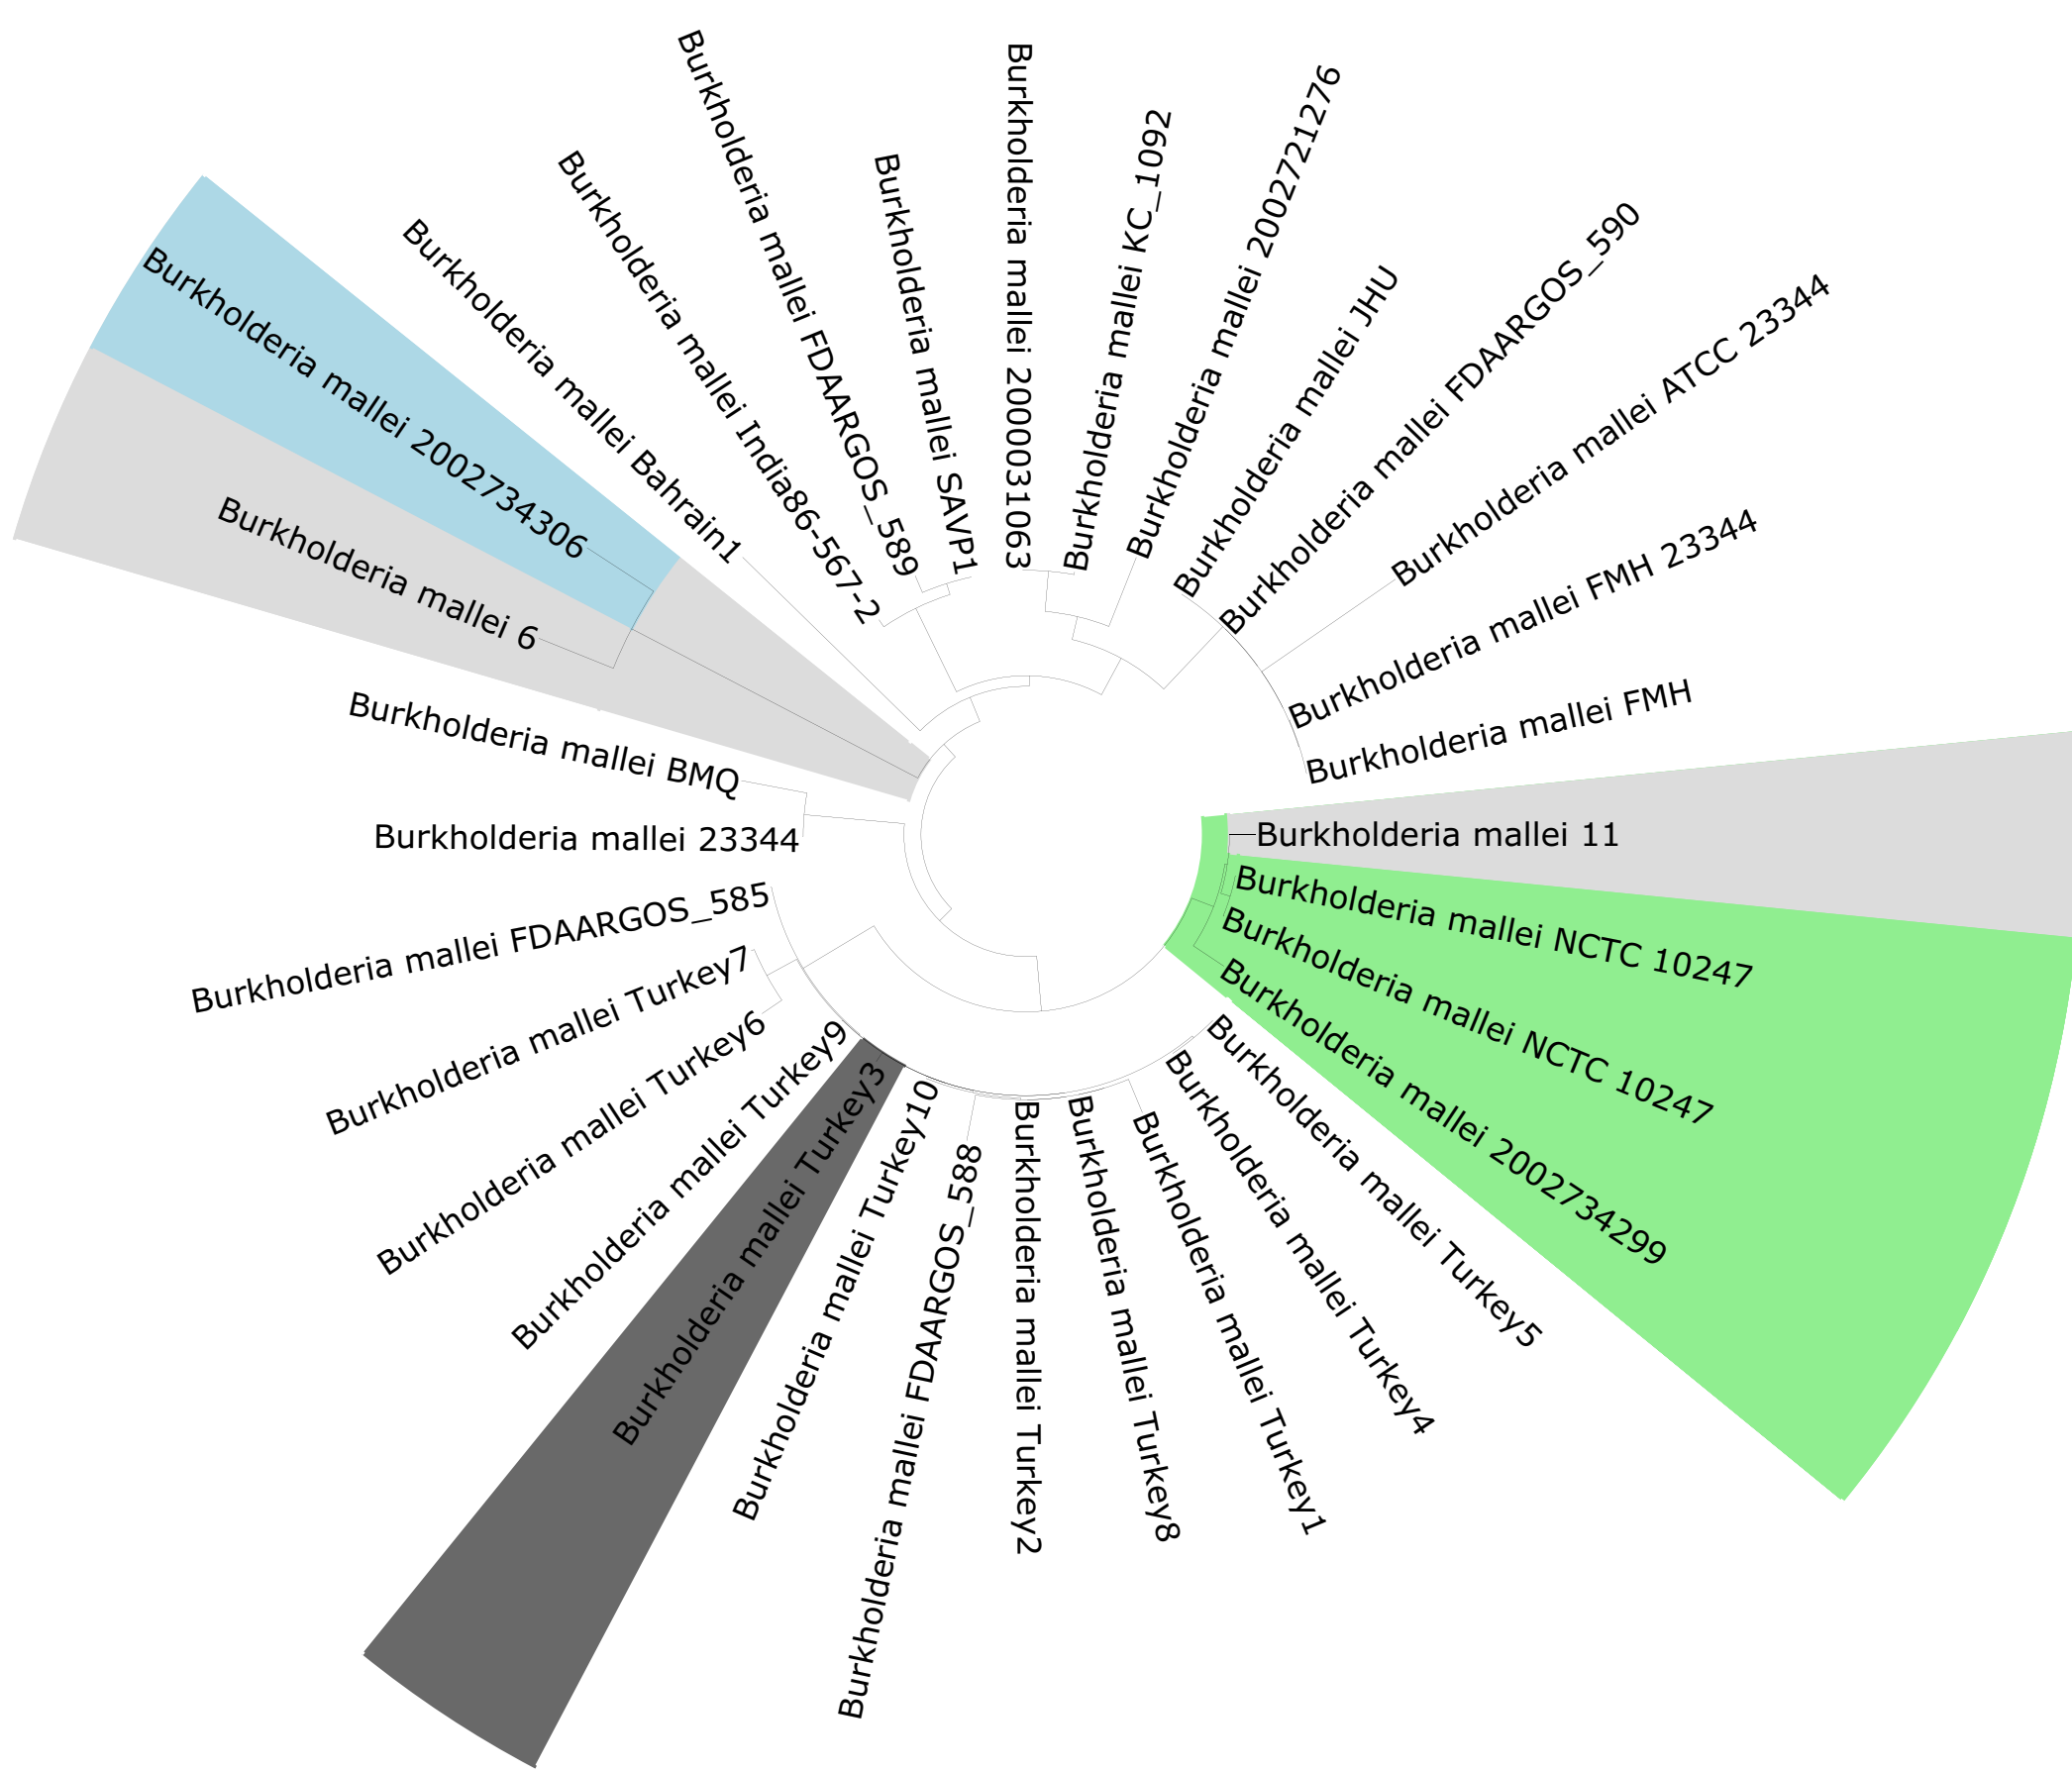 Burkholderia mallei FDAARGOS_589
Burkholderia mallei SAVP1
Burkholderia mallei 2000031063
Burkholderia mallei KC_1092
Burkholderia mallei 2002721276
Burkholderia mallei JHU
Burkholderia mallei FDAARGOS_590
Burkholderia mallei ATCC 23344
Burkholderia mallei FMH 23344
Burkholderia mallei FMH
Burkholderia mallei 11
Burkholderia mallei NCTC 10247
Burkholderia mallei NCTC 10247
Burkholderia mallei 2002734299
Burkholderia mallei Turkey5
Burkholderia mallei Turkey4
Burkholderia mallei Turkey1
Burkholderia mallei Turkey8
Burkholderia mallei Turkey2
Burkholderia mallei FDAARGOS_588
Burkholderia mallei Turkey10
Burkholderia mallei Turkey3
Burkholderia mallei Turkey9
Burkholderia mallei Turkey6
Burkholderia mallei Turkey7
Burkholderia mallei FDAARGOS_585
Burkholderia mallei 23344
Burkholderia mallei BMQ
Burkholderia mallei 6
Burkholderia mallei 2002734306
Burkholderia mallei Bahrain1
Burkholderia mallei India86-567-2